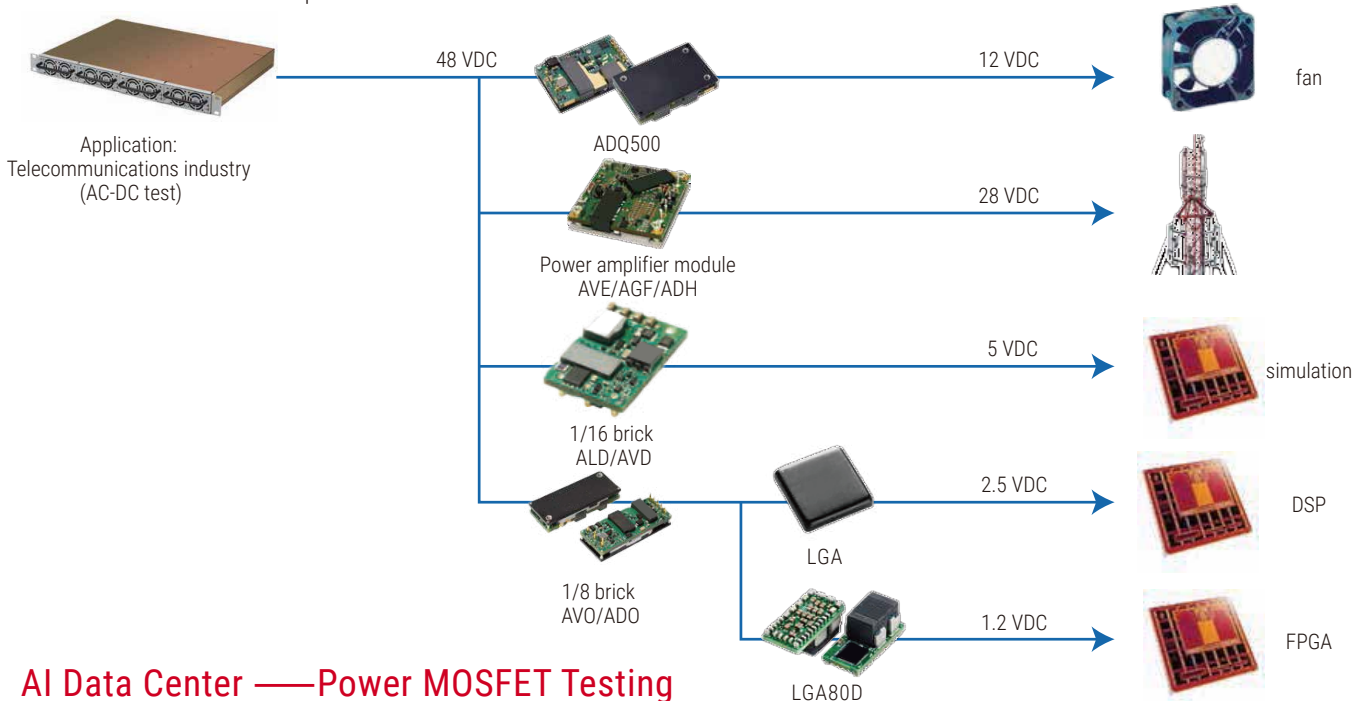 48 VDC
12 VDC
fan
Application:
Telecommunications industry
(AC-DC test)
ADQ500
28 VDC
Power amplifier module
AVE/AGF/ADH
5 VDC
simulation
1/16 brick
ALD/AVD
2.5 VDC
DSP
LGA
1/8 brick
AVO/ADO
1.2 VDC
FPGA
LGA80D
AI Data Center ——Power MOSFET Testing